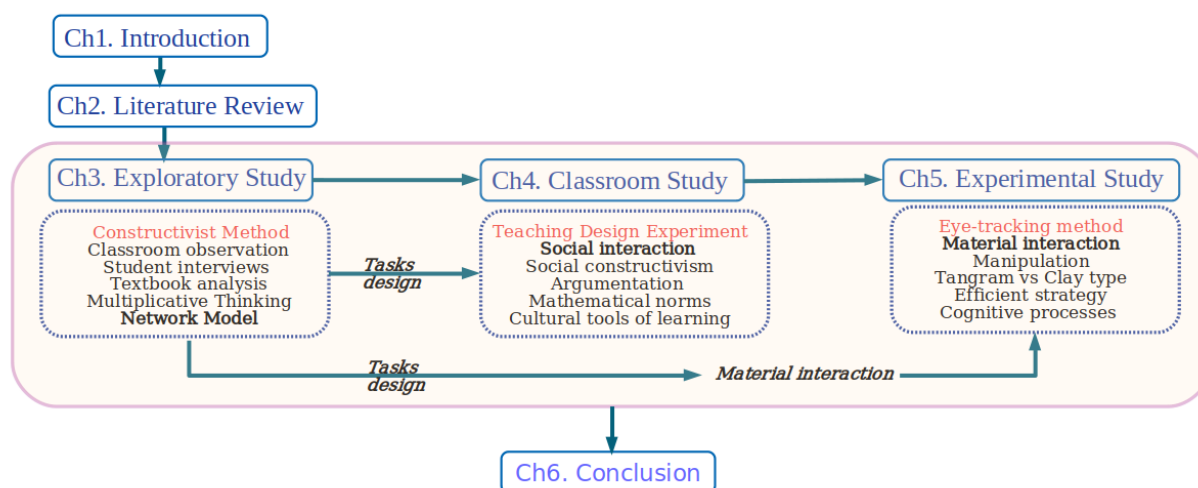 Ch1. Introduction
Ch2. Literature Review
Ch3. Exploratory Study
Ch4. Classroom Study
Ch5. Experimental Study
Constructivist Method
Classroom observation
Student interviews
Textbook analysis
Multiplicative Thinking
Network Model
Tasks
design
Teaching Design Experiment
Social interaction
Social constructivism
Argumentation
Mathematical norms
Cultural tools of learning
Eye-tracking method
Material interaction
Manipulation
Tangram vs Clay type
Efficient strategy
Cognitive processes
Tasks
design
Material interaction
Ch6. Conclusion